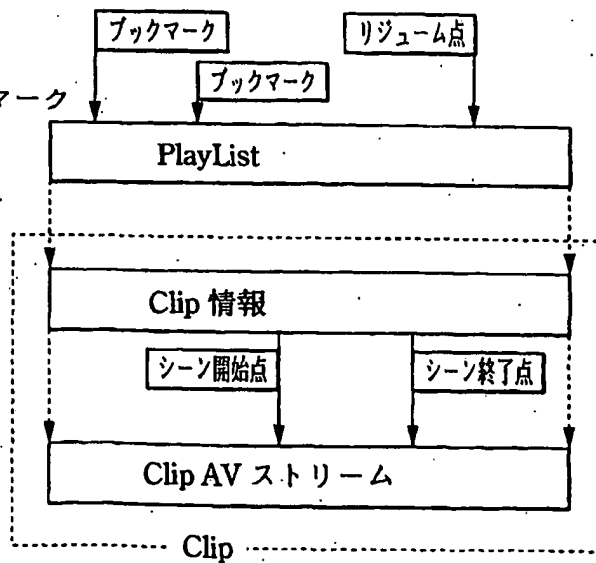 ブックマーク
リジューム点
ブックマーク
マーク
PlayList
Clip 情報
シーン開始点
シーン終了点
Clip AV ストリーム
Clip